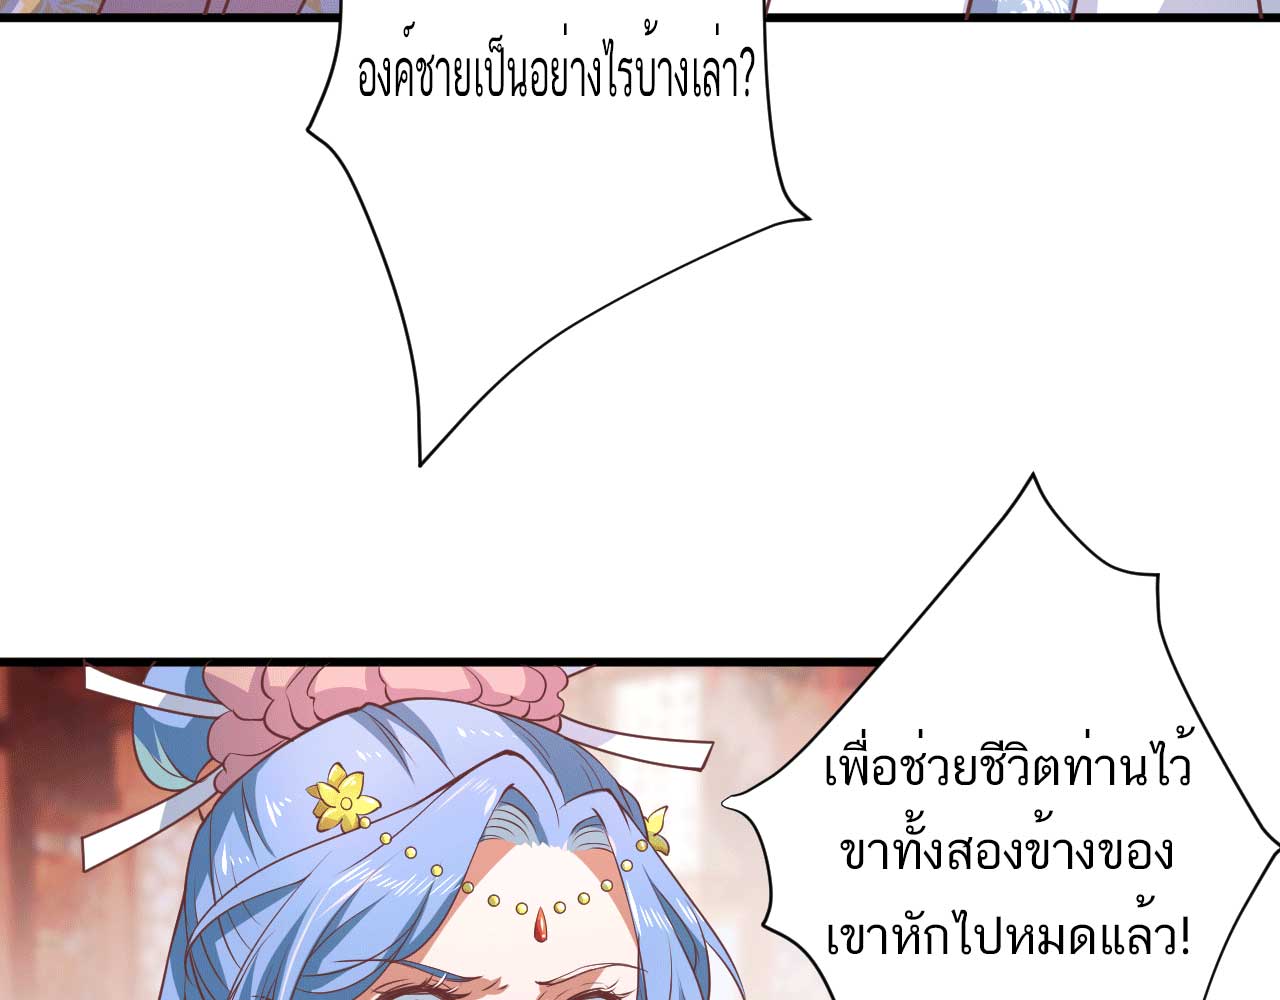 องค์ชายเป็นอย่างไรบ้างเล่า?
เพื่อช่วยชีวิตท่านไว้
ขาทั้งสองข้างของ
เขาหักไปหมดแล้ว!